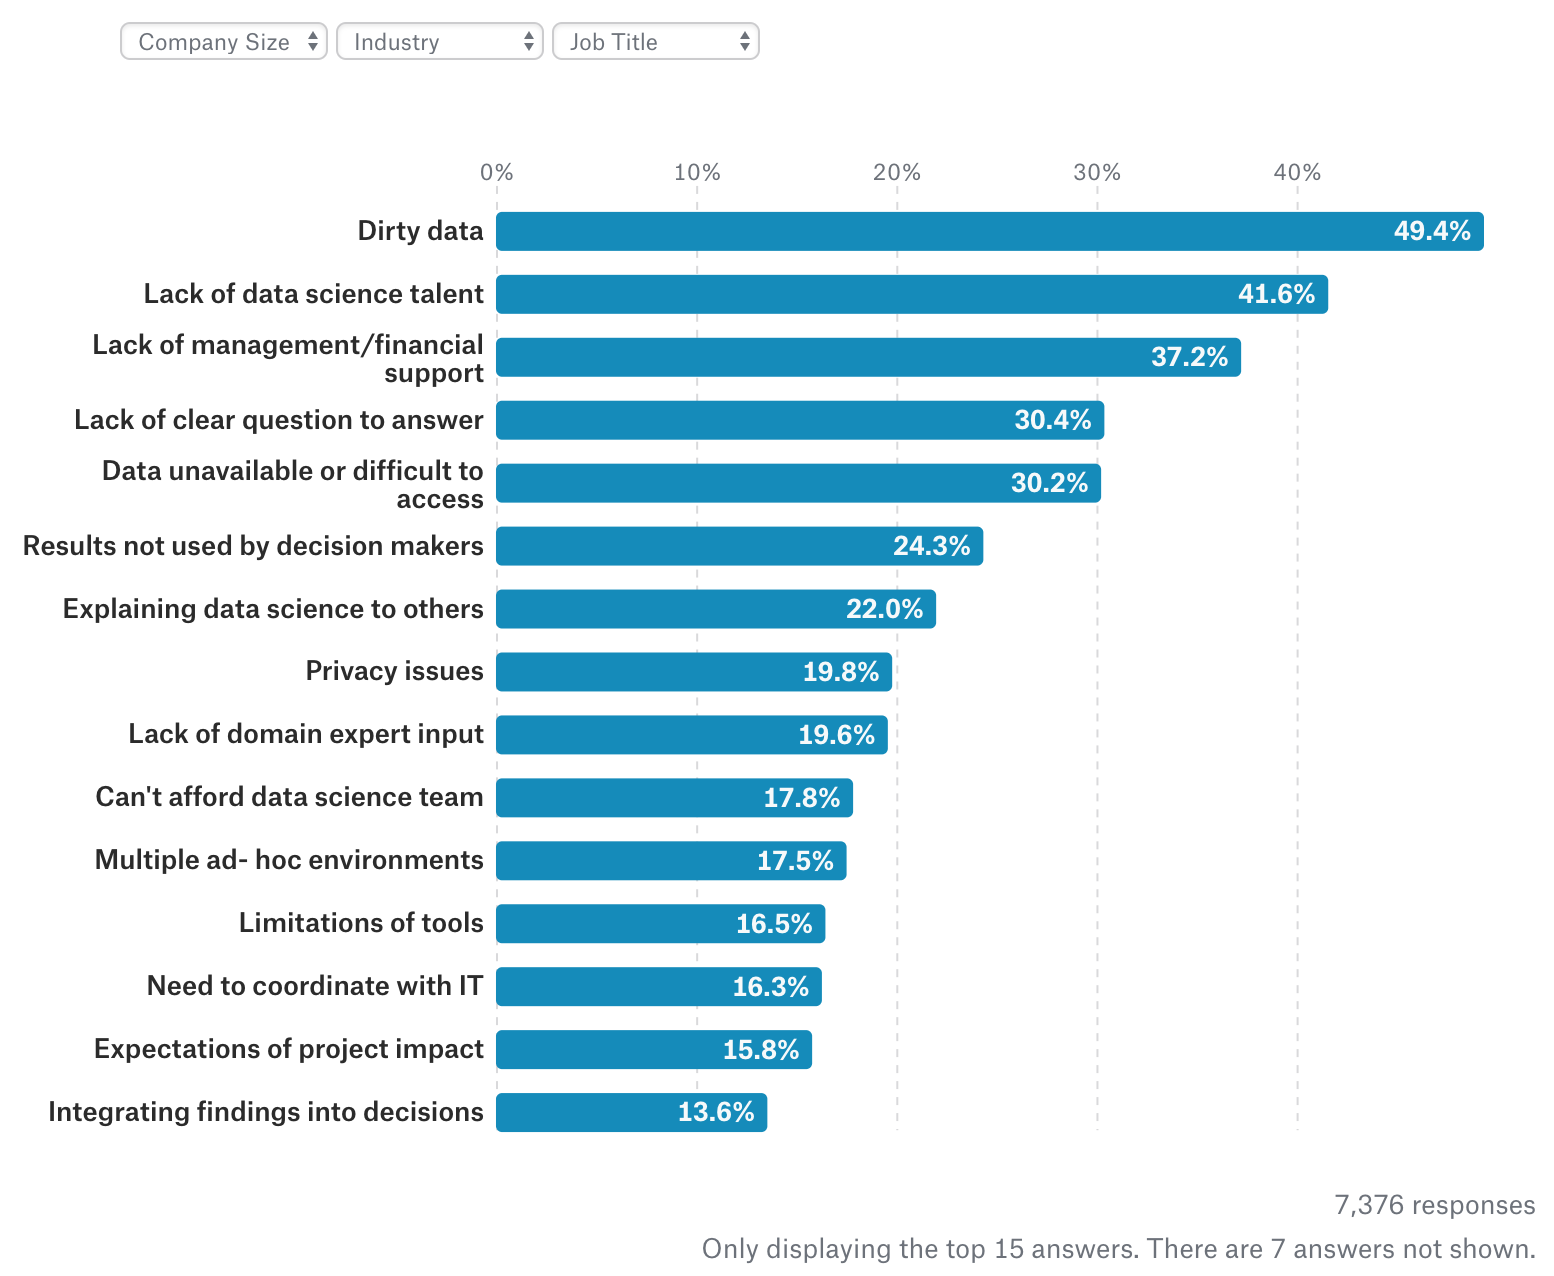 Company Size Industry Job Title
0% 10% 20% 30% 40%
Dirty data 49.4%
Lack of data science talent 41.6%
Lack of management/financial
support 37.2%
Lack of clear question to answer 30.4%
Data unavailable or difficult to
access 30.2%
Results not used by decision makers 24.3%
Explaining data science to others 22.0%
Privacy issues 19.8%
Lack of domain expert input 19.6%
Can't afford data science team 17.8%
Multiple ad- hoc environments 17.5%
Limitations of tools 16.5%
Need to coordinate with IT 16.3%
Expectations of project impact 15.8%
Integrating findings into decisions 13.6%
7,376 responses
Only displaying the top 15 answers. There are 7 answers not shown.